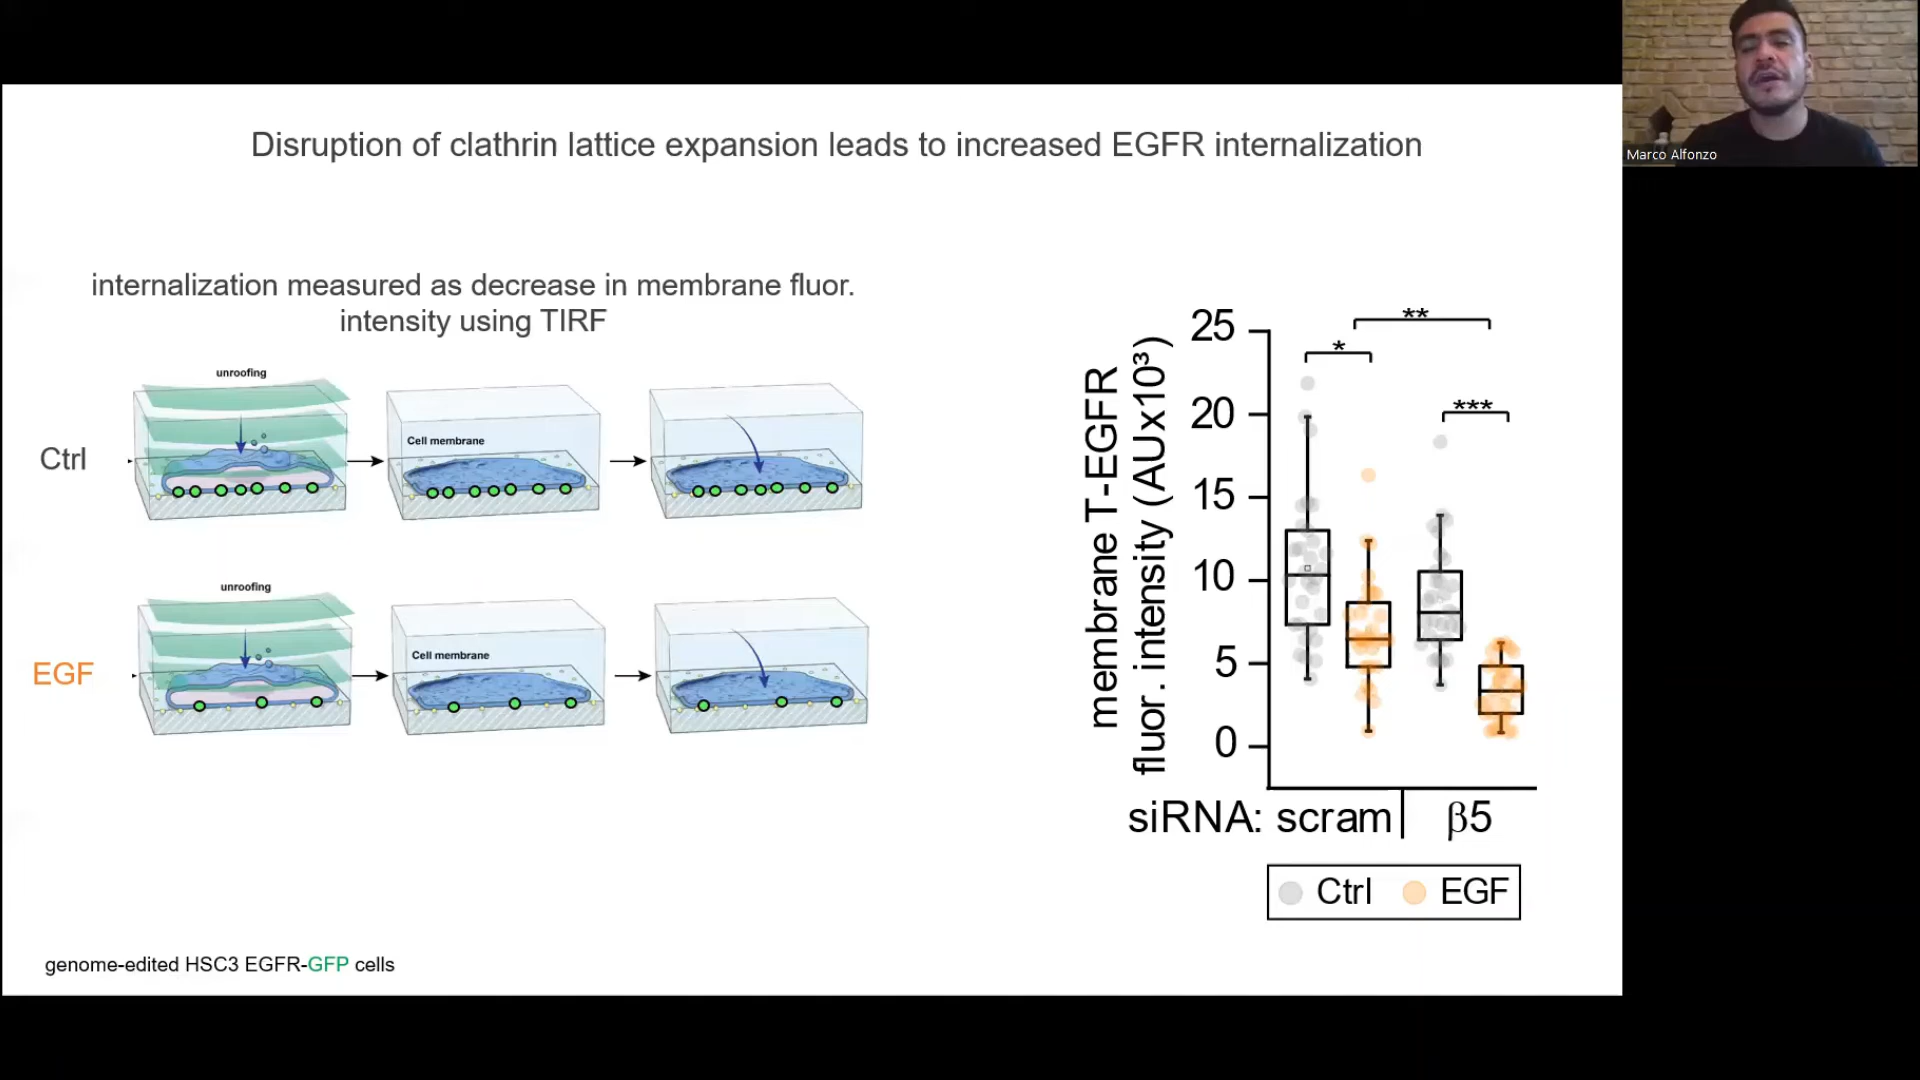 Marco Alfonzo
Disruption of clathrin lattice expansion leads to increased EGFR internalization
internalization measured as decrease in membrane fluor.
intensity using TIRF
unroofing
Ctrl
Cell membrane
unroofing
EGF
Cell membrane
genome-edited HSC3 EGFR-GFP cells
membrane T-EGFR
fluor. intensity (AUx10³)
25
20
15
10
5
0
**
*
***
siRNA: scram | β5
Ctrl EGF